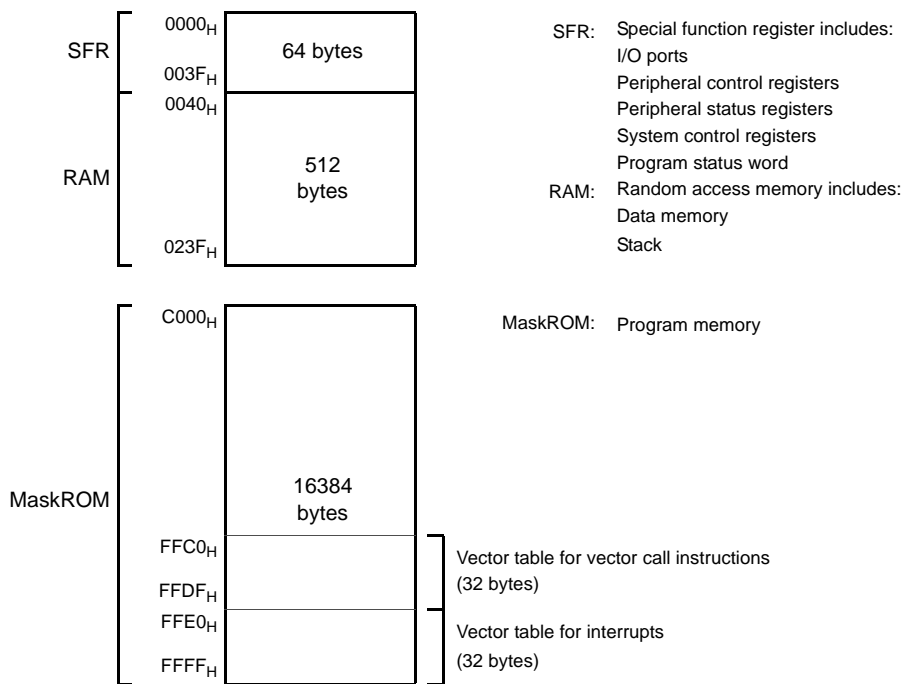 SFR
0000H
64 bytes
003FH
RAM
0040H
512
bytes
023FH
SFR: Special function register includes:
I/O ports
Peripheral control registers
Peripheral status registers
System control registers
Program status word
RAM: Random access memory includes:
Data memory
Stack
MaskROM
C000H
16384
bytes
FFC0H
FFDFH
FFE0H
FFFFH
MaskROM: Program memory
Vector table for vector call instructions
(32 bytes)
Vector table for interrupts
(32 bytes)